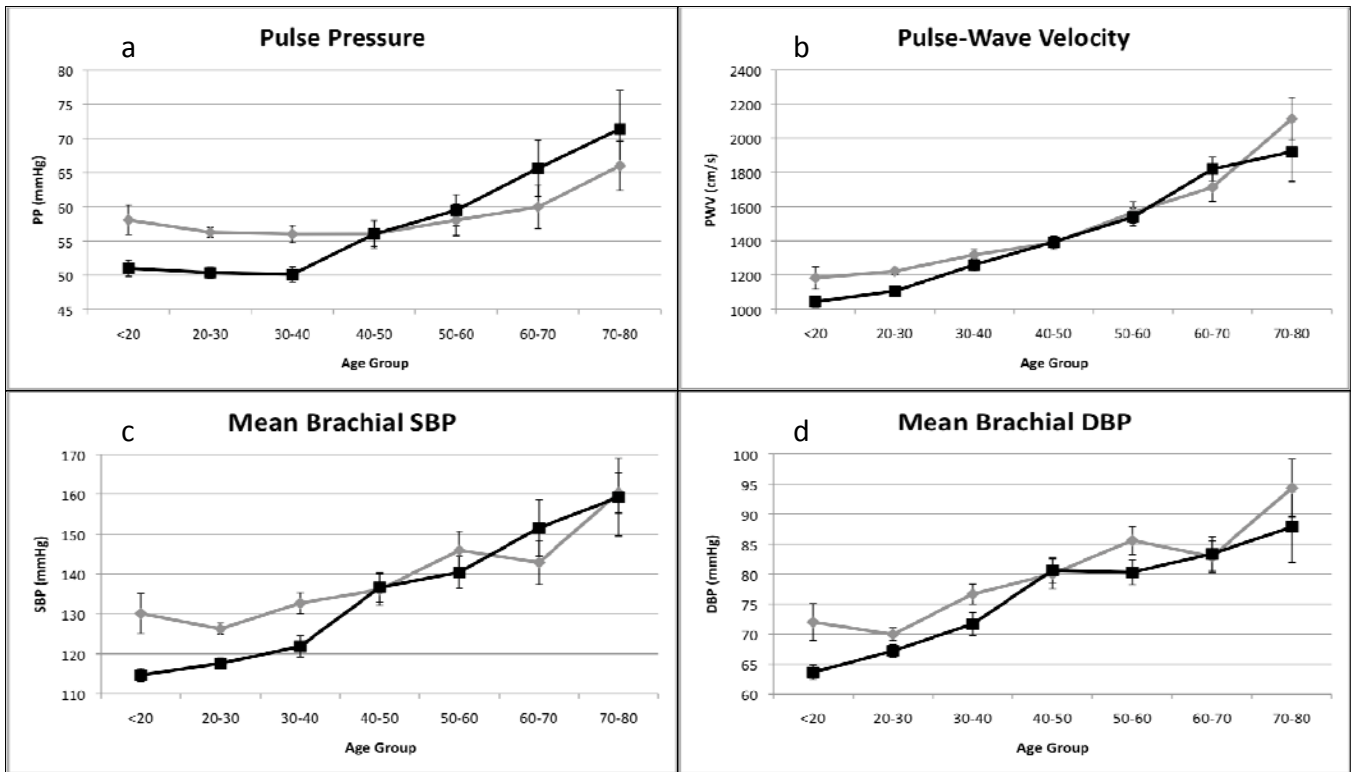 a
Pulse Pressure
PP (mmHg)
80
75
70
65
60
55
50
45
<20 20-30 30-40 40-50 50-60 60-70 70-80
Age Group
b
Pulse-Wave Velocity
PWV (cm/s)
2400
2200
2000
1800
1600
1400
1200
1000
<20 20-30 30-40 40-50 50-60 60-70 70-80
Age Group
c
Mean Brachial SBP
SBP (mmHg)
170
160
150
140
130
120
110
<20 20-30 30-40 40-50 50-60 60-70 70-80
Age Group
d
Mean Brachial DBP
DBP (mmHg)
100
95
90
85
80
75
70
65
60
<20 20-30 30-40 40-50 50-60 60-70 70-80
Age Group